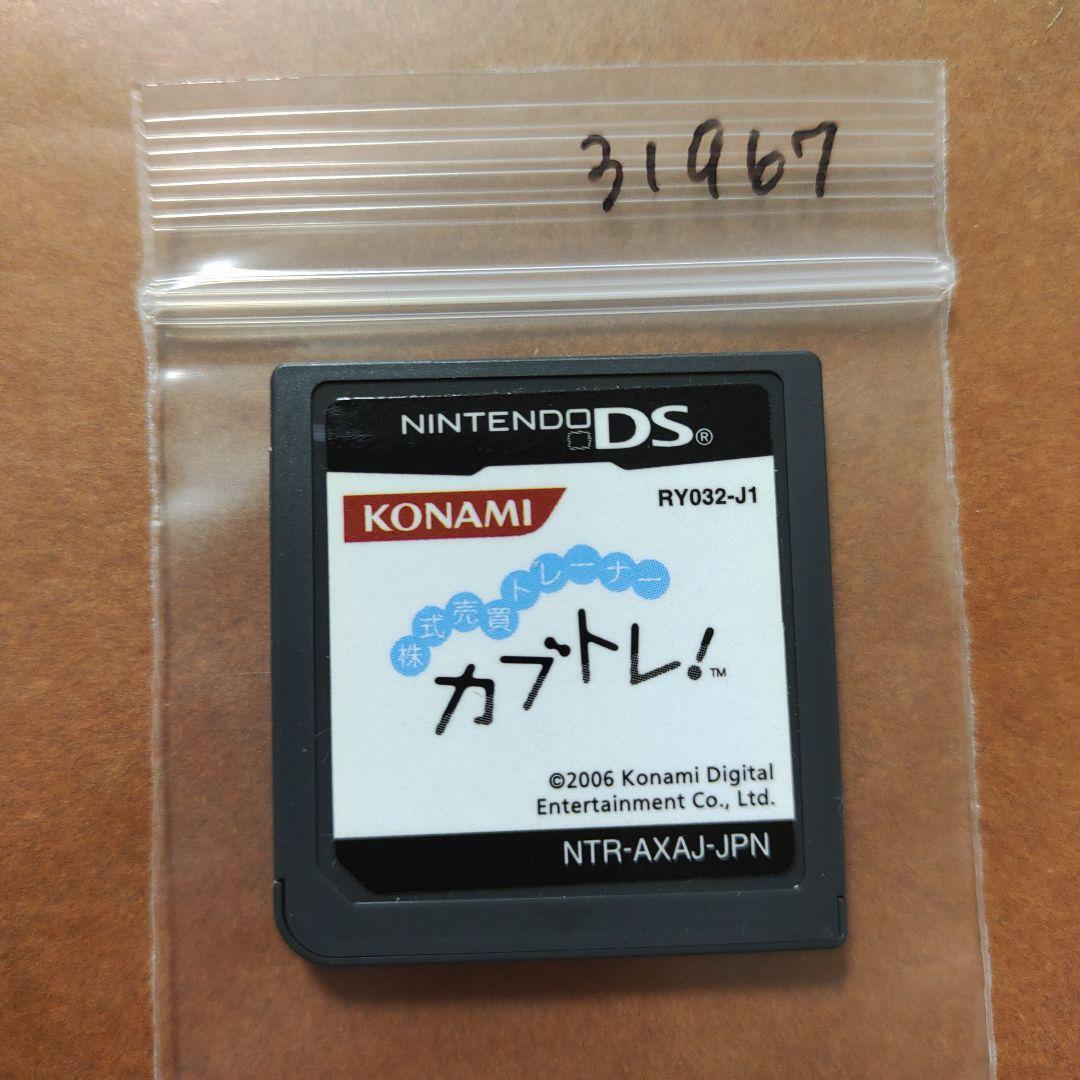 31967
NINTENDO DS®
KONAMI
RY032-J1
株式売買トレーナー
カブトレ!™
©2006 Konami Digital
Entertainment Co., Ltd.
NTR-AXAJ-JPN